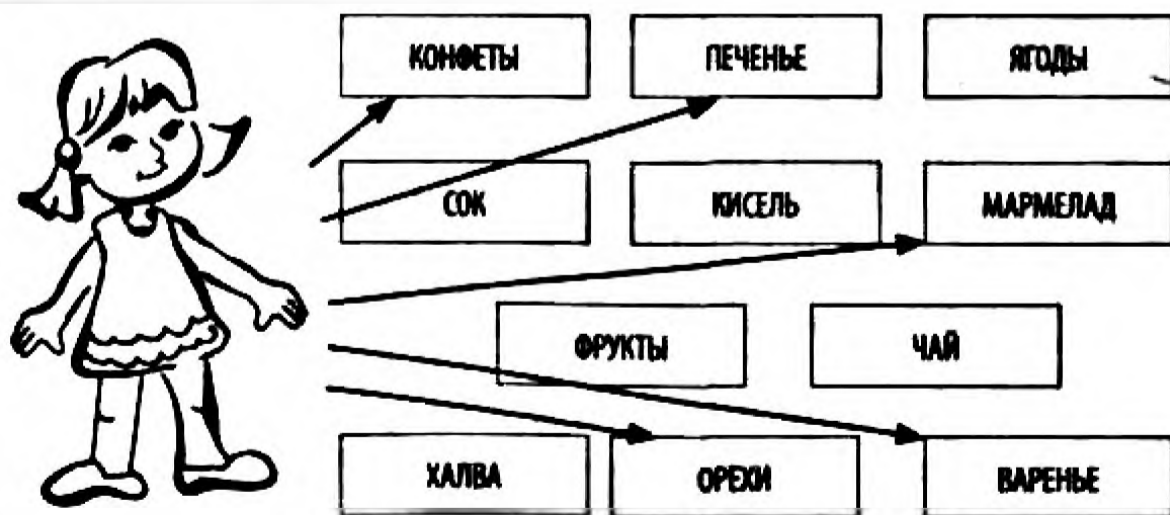 КОНФЕТЫ ПЕЧЕНЬЕ ЯГОДЫ
СОК КИСЕЛЬ МАРМЕЛАД
ФРУКТЫ ЧАЙ
ХАЛВА ОРЕХИ ВАРЕНЬЕ